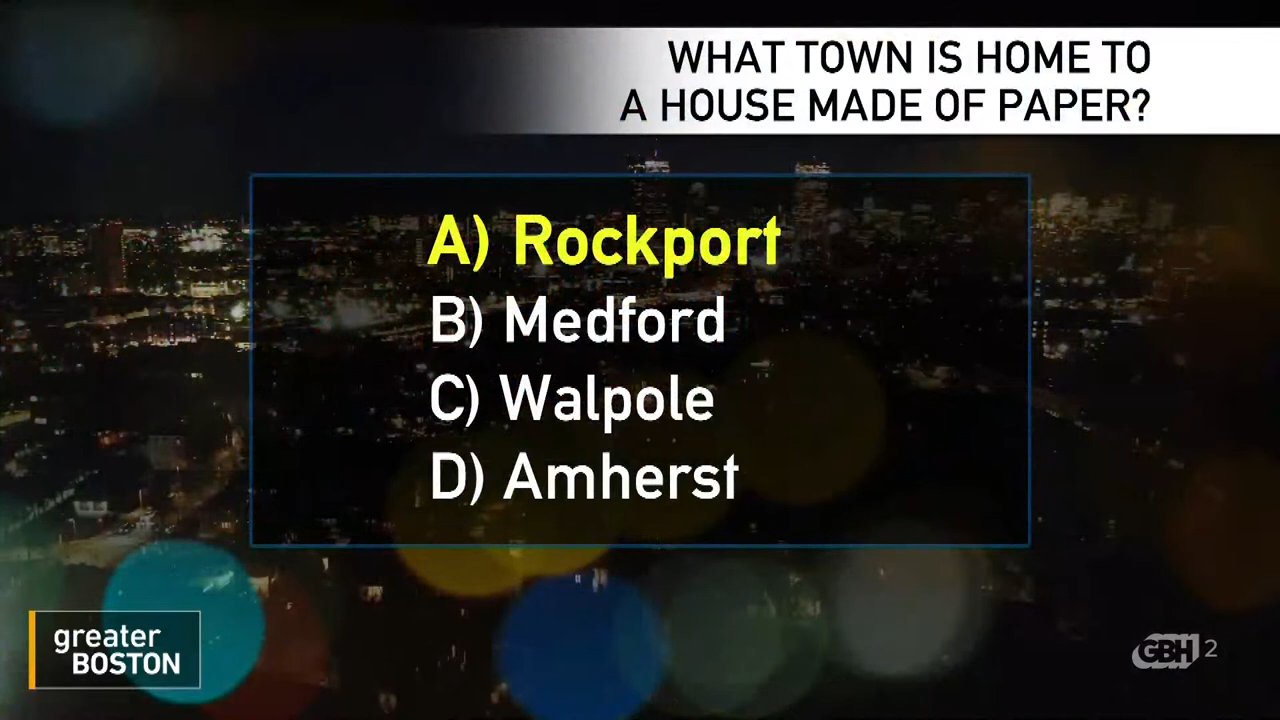 WHAT TOWN IS HOME TO
A HOUSE MADE OF PAPER?
A) Rockport
B) Medford
C) Walpole
D) Amherst
greater
BOSTON
GBH 2